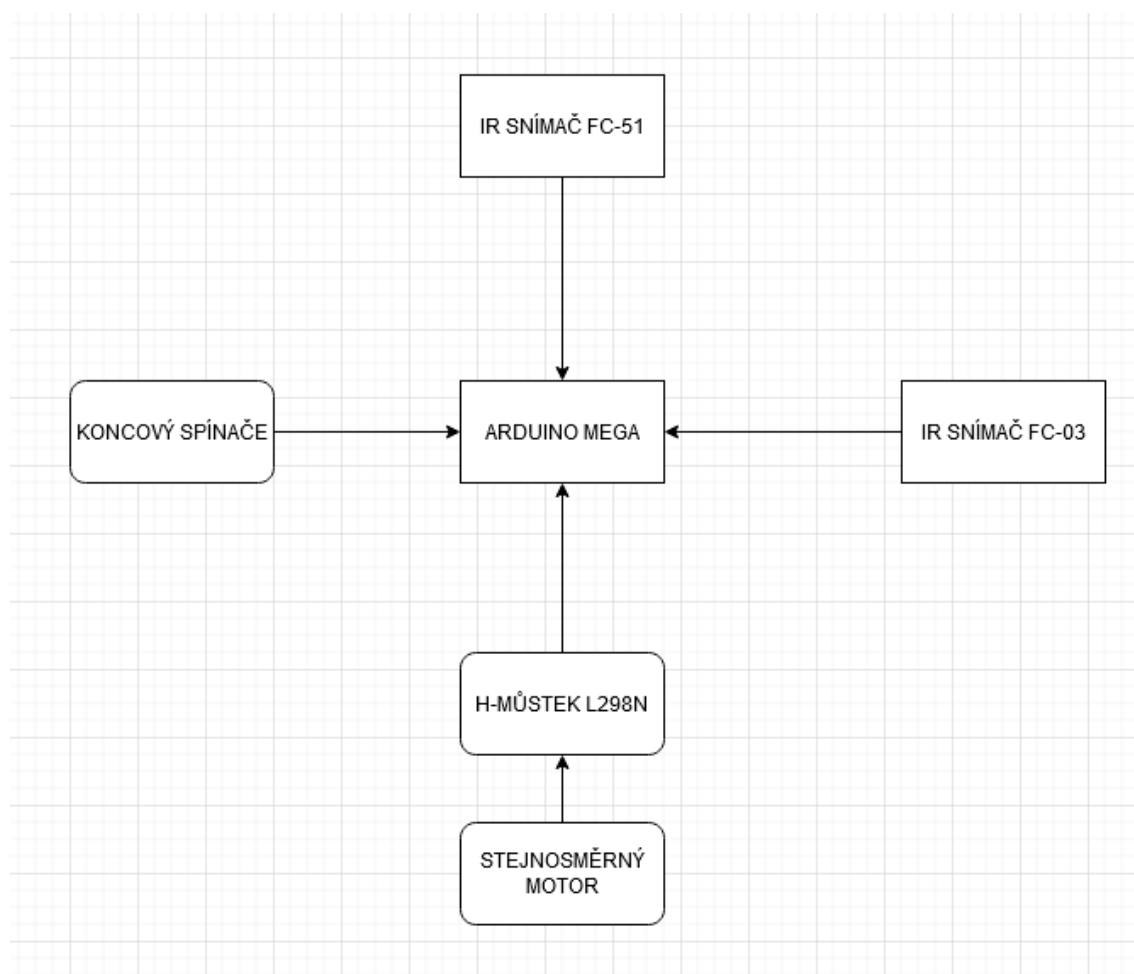 IR SNÍMAČ FC-51
KONCOVÝ SPÍNAČE
ARDUINO MEGA
IR SNÍMAČ FC-03
H-MŮSTEK L298N
STEJNOSMĚRNÝ
MOTOR